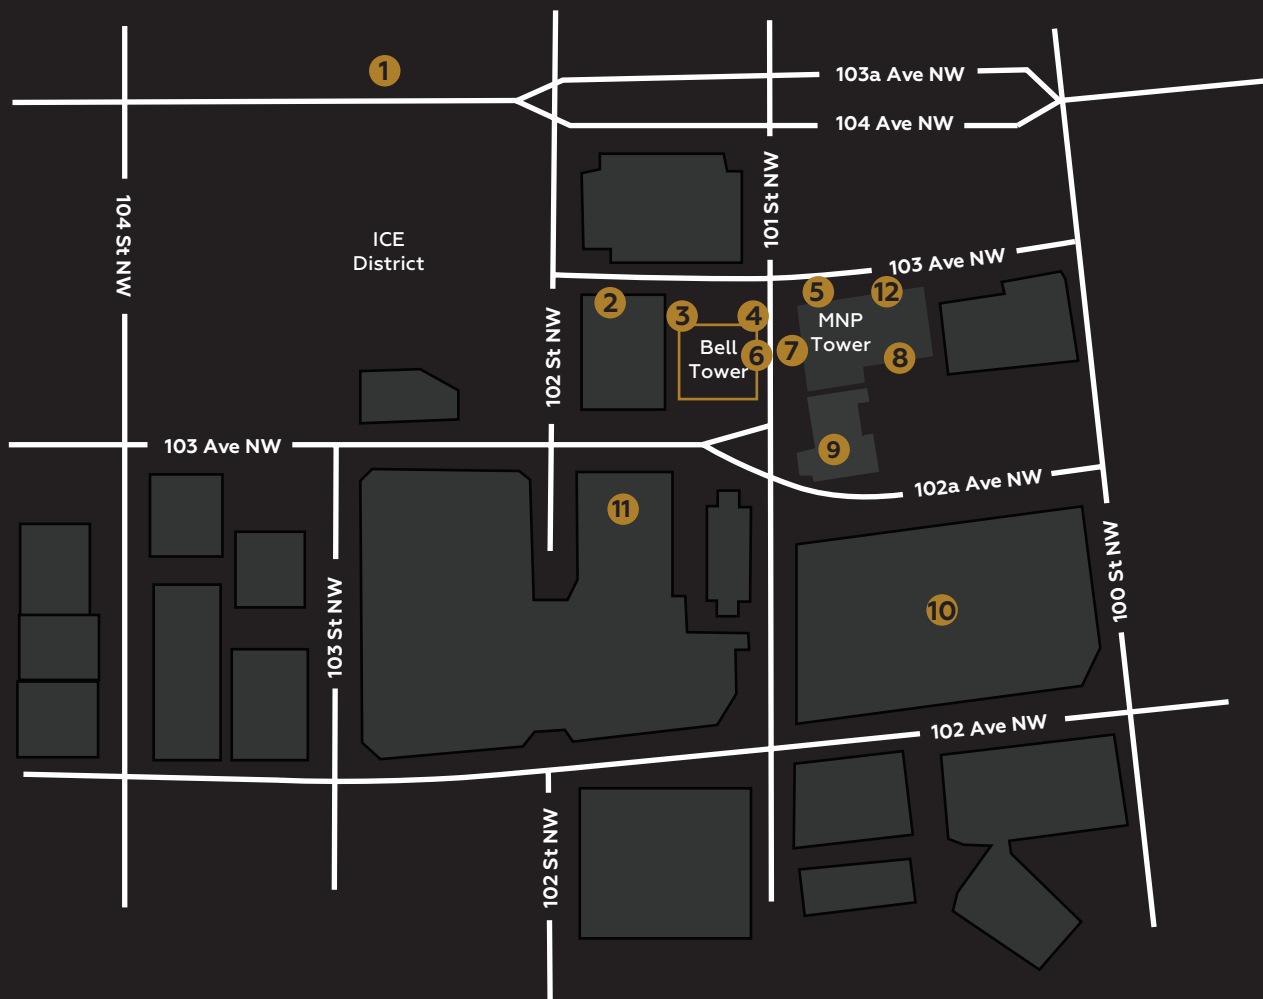 1
103a Ave NW
104 Ave NW
104 St NW
101 St NW
ICE
District
103 Ave NW
2
3
4
5
12
MNP
Tower
102 St NW
Bell
Tower
6
7
8
103 Ave NW
9
102a Ave NW
11
103 St NW
100 St NW
10
102 Ave NW
102 St NW